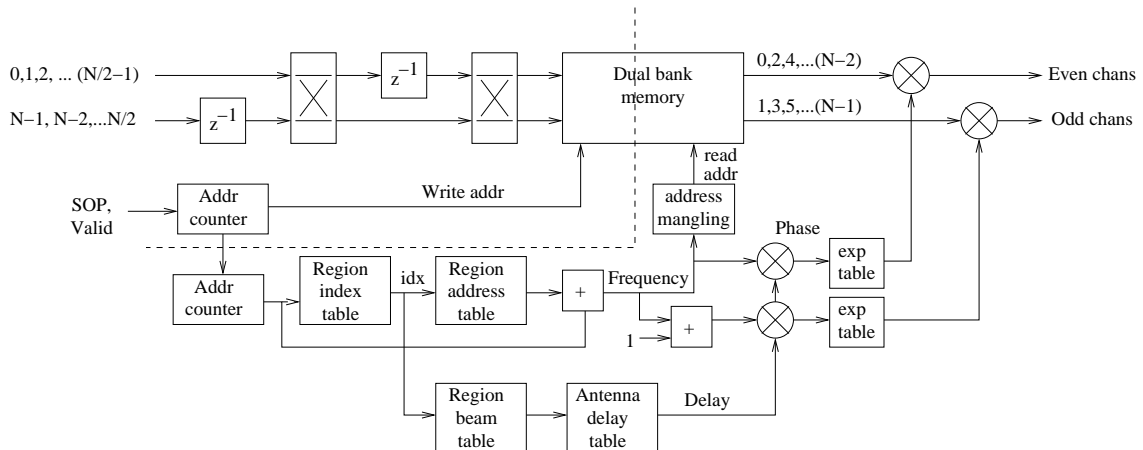 0,1,2, ... (N/2−1)
N−1, N−2,...N/2
z−1
z−1
Dual bank
memory
0,2,4,...(N−2)
1,3,5,...(N−1)
Even chans
Odd chans
read
addr
SOP,
Valid
Addr
counter
Write addr
address
mangling
Phase
exp
table
Addr
counter
Region
index
table
idx
Region
address
table
+
Frequency
1
+
exp
table
Region
beam
table
Antenna
delay
table
Delay